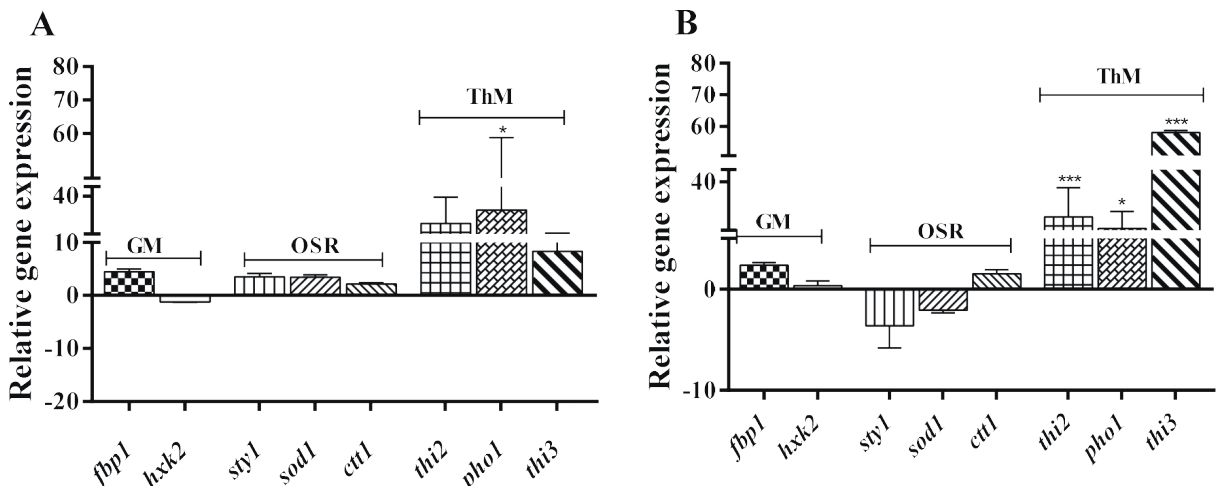 A
Relative gene expression
80
70
60
40
10
0
-10
-20
GM
OSR
ThM
*
fbp1
hxk2
sty1
sod1
ctt1
thi2
pho1
thi3
B
Relative gene expression
80
70
60
40
0
-10
GM
OSR
ThM
***
*
***
fbp1
hxk2
sty1
sod1
ctt1
thi2
pho1
thi3